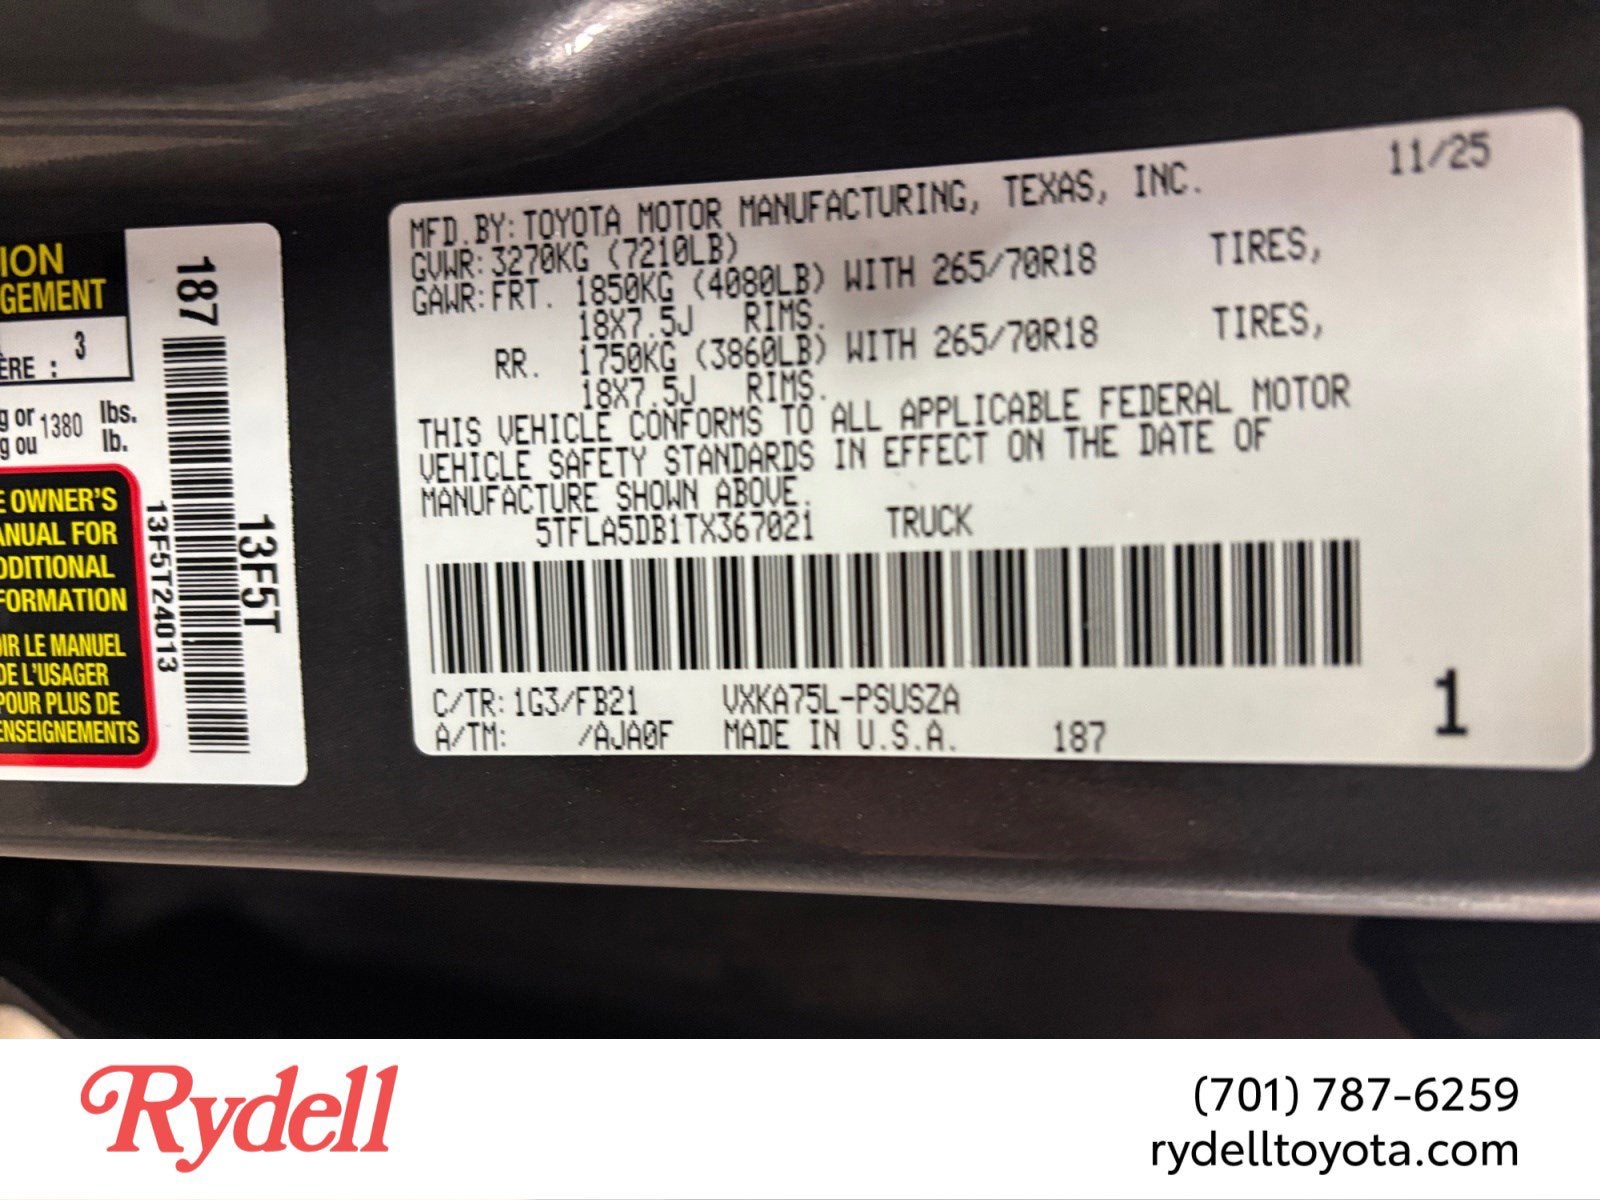 ION
GEMENT
ERE : 3
g or 1380 lbs.
g ou lb.
E OWNER'S
ANUAL FOR
DDITIONAL
FORMATION
OIR LE MANUEL
DE L'USAGER
POUR PLUS DE
ENSEIGNEMENTS
187
13F5T24013
13F5T
11/25
MFD.BY: TOYOTA MOTOR MANUFACTURING, TEXAS, INC.
GVWR: 3270KG (7210LB)
GAWR: FRT. 1850KG (4080LB) WITH 265/70R18 TIRES,
18X7.5J RIMS.
RR. 1750KG (3860LB) WITH 265/70R18 TIRES,
18X7.5J RIMS.
THIS VEHICLE CONFORMS TO ALL APPLICABLE FEDERAL MOTOR
VEHICLE SAFETY STANDARDS IN EFFECT ON THE DATE OF
MANUFACTURE SHOWN ABOVE.
5TFLA5DB1TX367021 TRUCK
C/TR: 1G3/FB21 VXKA75L-PSUSZA
A/TM: /AJA0F MADE IN U.S.A. 187
1
Rydell
(701) 787-6259
rydelltoyota.com